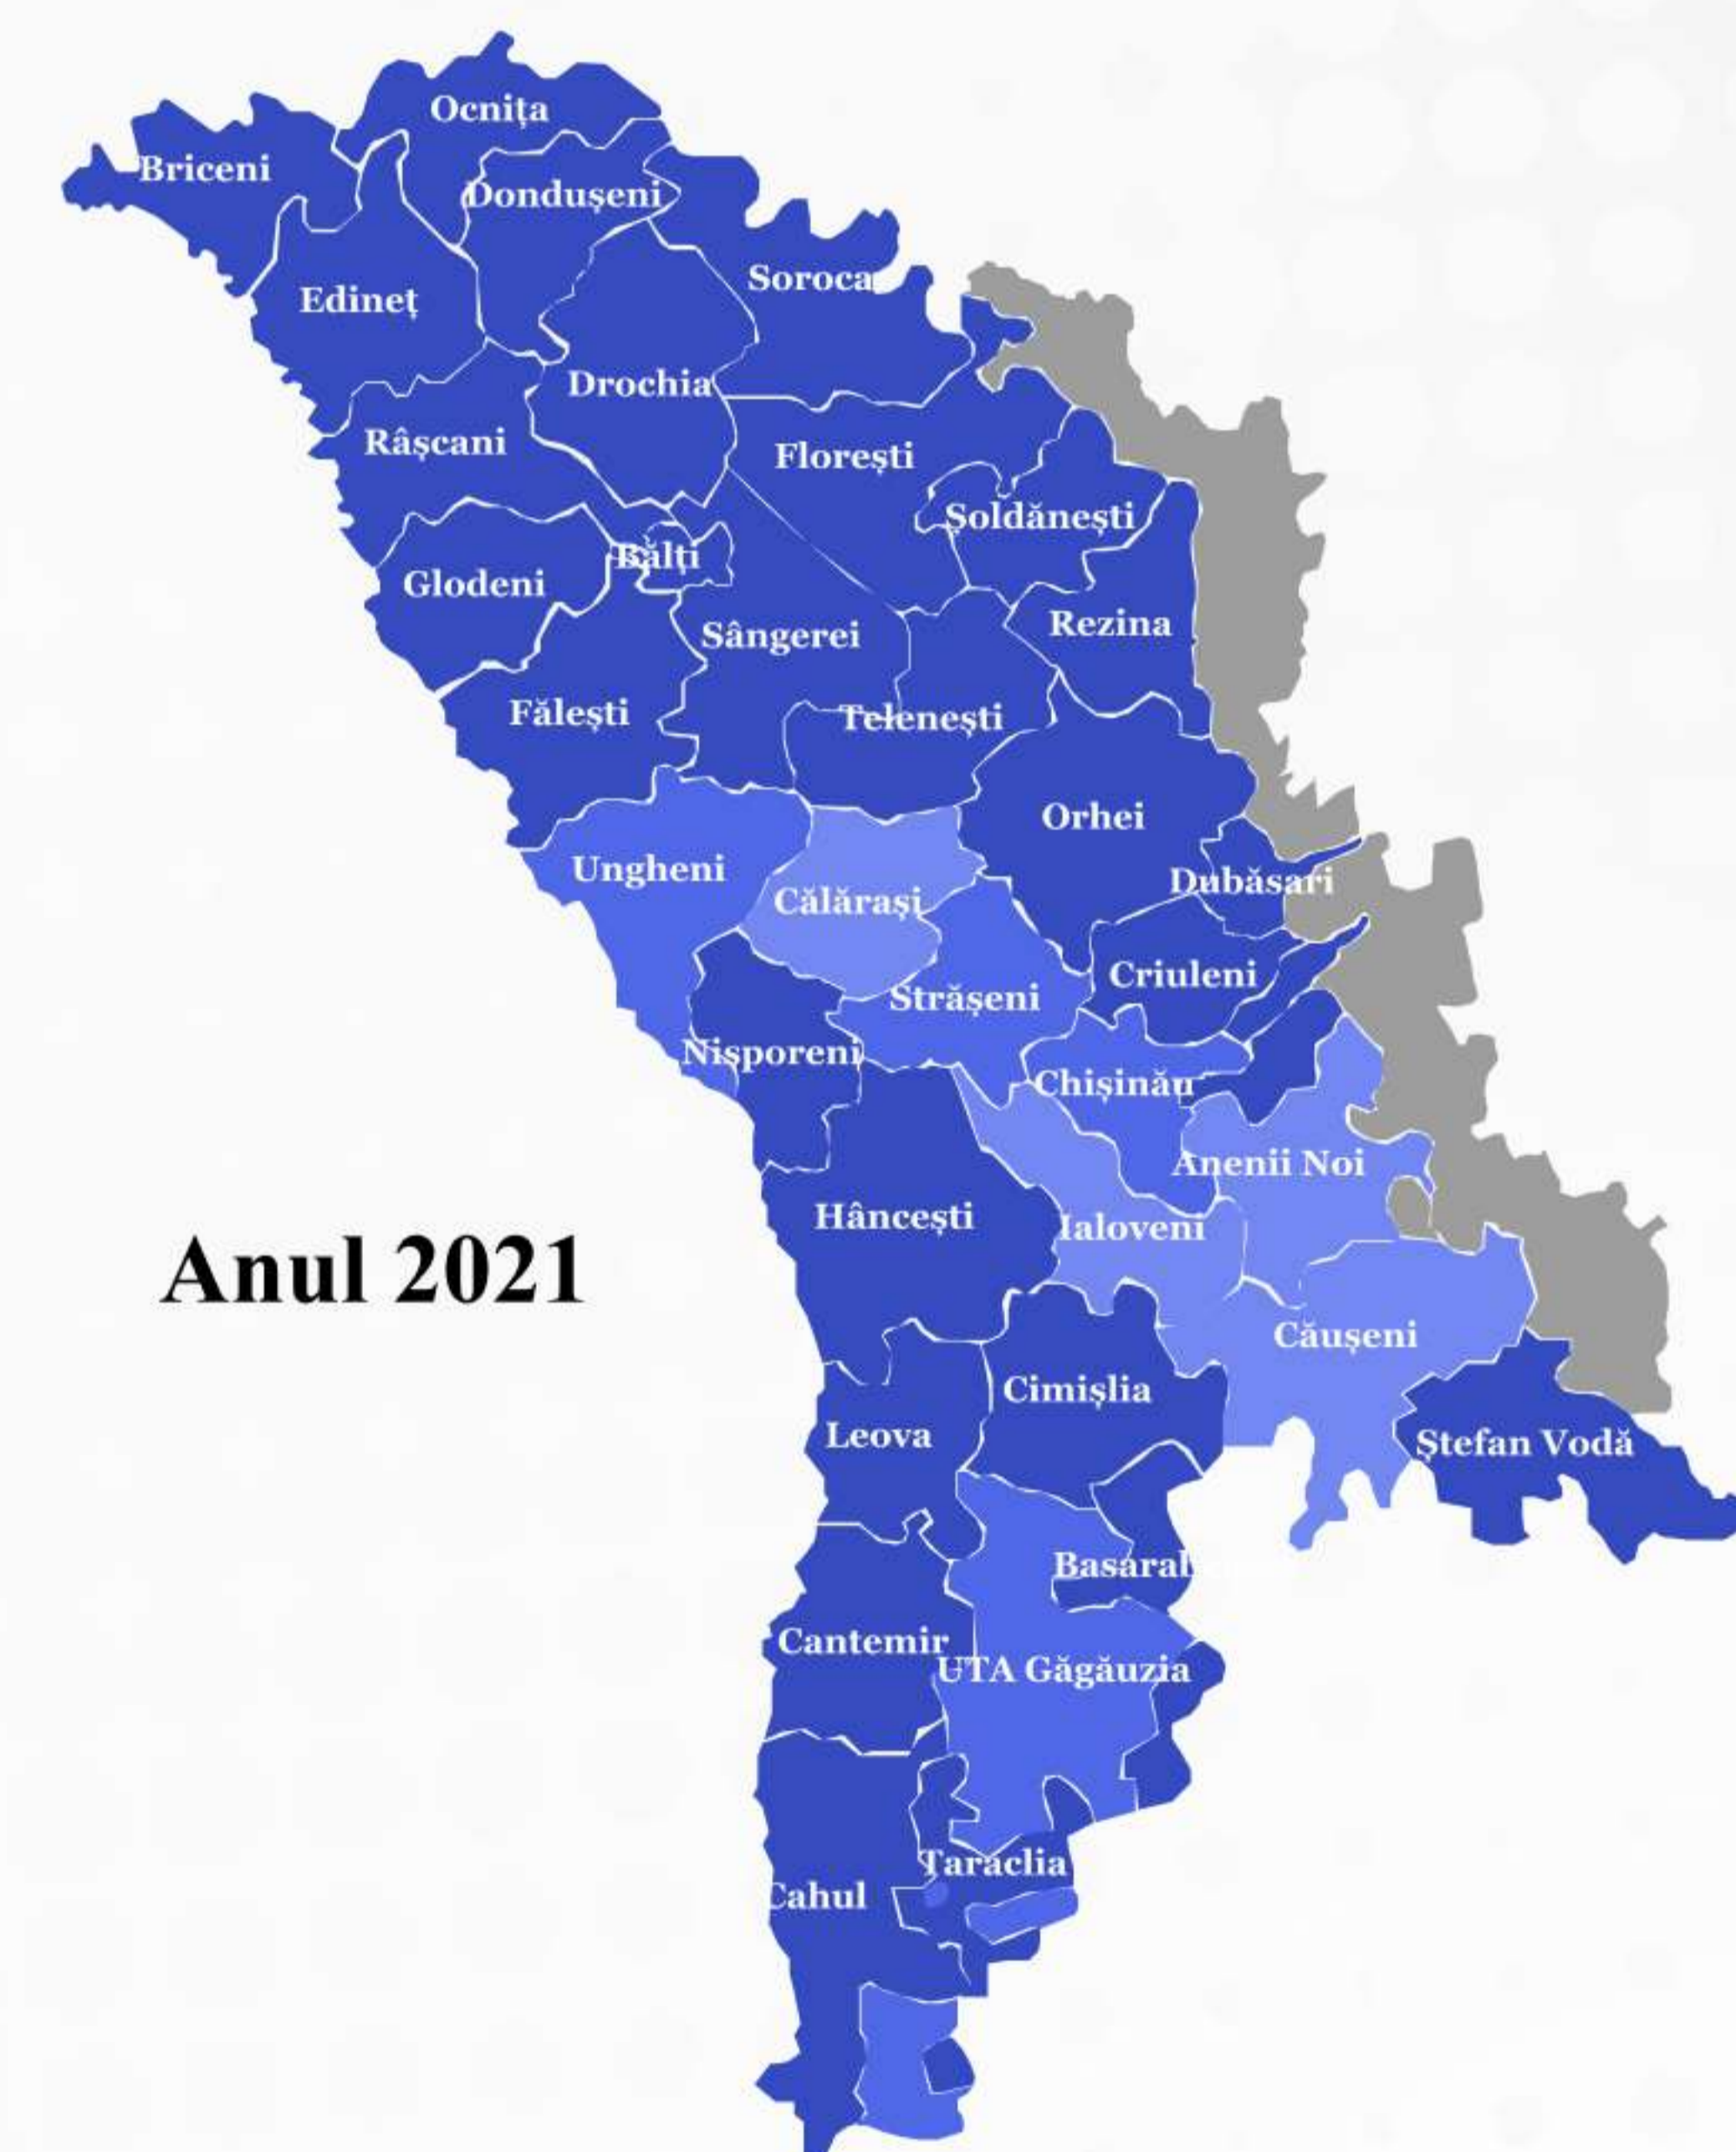 Ocnița
Briceni
Dondușeni
Soroca
Edineț
Drochia
Râșcani
Florești
Șoldănești
Bălți
Glodeni
Rezina
Sângerei
Fălești
Telenești
Orhei
Ungheni
Dubăsari
Călărași
Criuleni
Strășeni
Nisporeni
Chișinău
Anenii Noi
Hâncești
Ialoveni
Anul 2021
Căușeni
Cimișlia
Leova
Ștefan Vodă
Cantemir
UTA Găgăuzia
Taraclia
Cahul